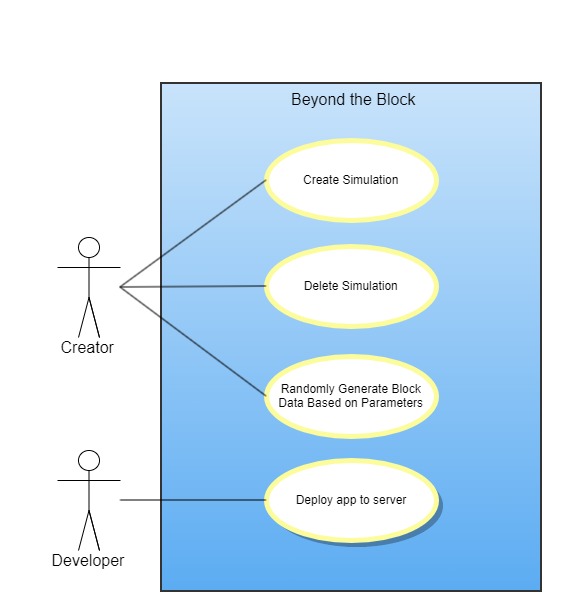 Beyond the Block
Create Simulation
Delete Simulation
Creator
Randomly Generate Block
Data Based on Parameters
Deploy app to server
Developer